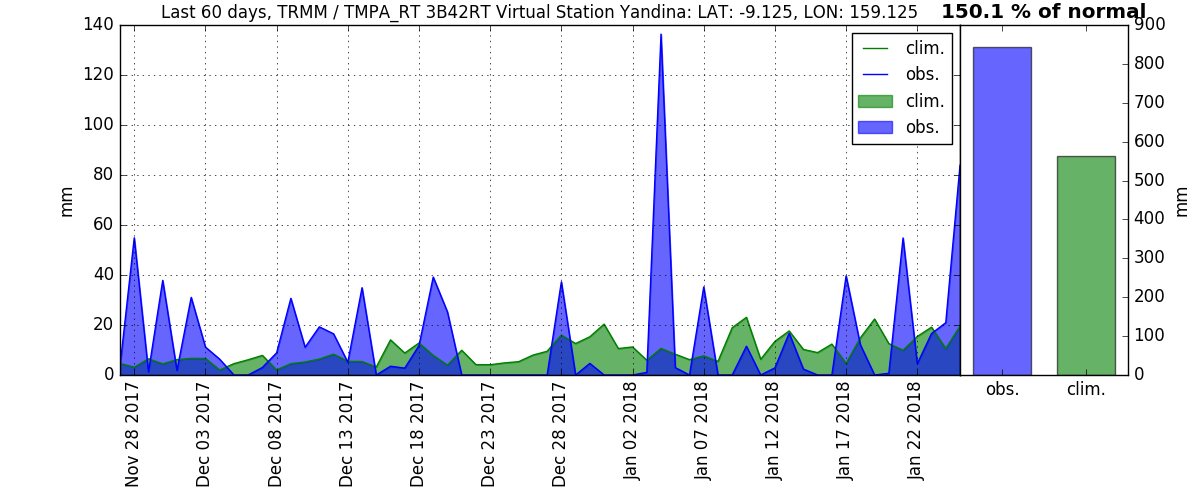 Last 60 days, TRMM / TMPA_RT 3B42RT Virtual Station Yandina: LAT: -9.125, LON: 159.125
150.1 % of normal
140
120
100
80
60
40
20
0
mm
clim.
obs.
clim.
obs.
900
800
700
600
500
400
300
200
100
0
mm
Nov 28 2017
Dec 03 2017
Dec 08 2017
Dec 13 2017
Dec 18 2017
Dec 23 2017
Dec 28 2017
Jan 02 2018
Jan 07 2018
Jan 12 2018
Jan 17 2018
Jan 22 2018
obs.
clim.